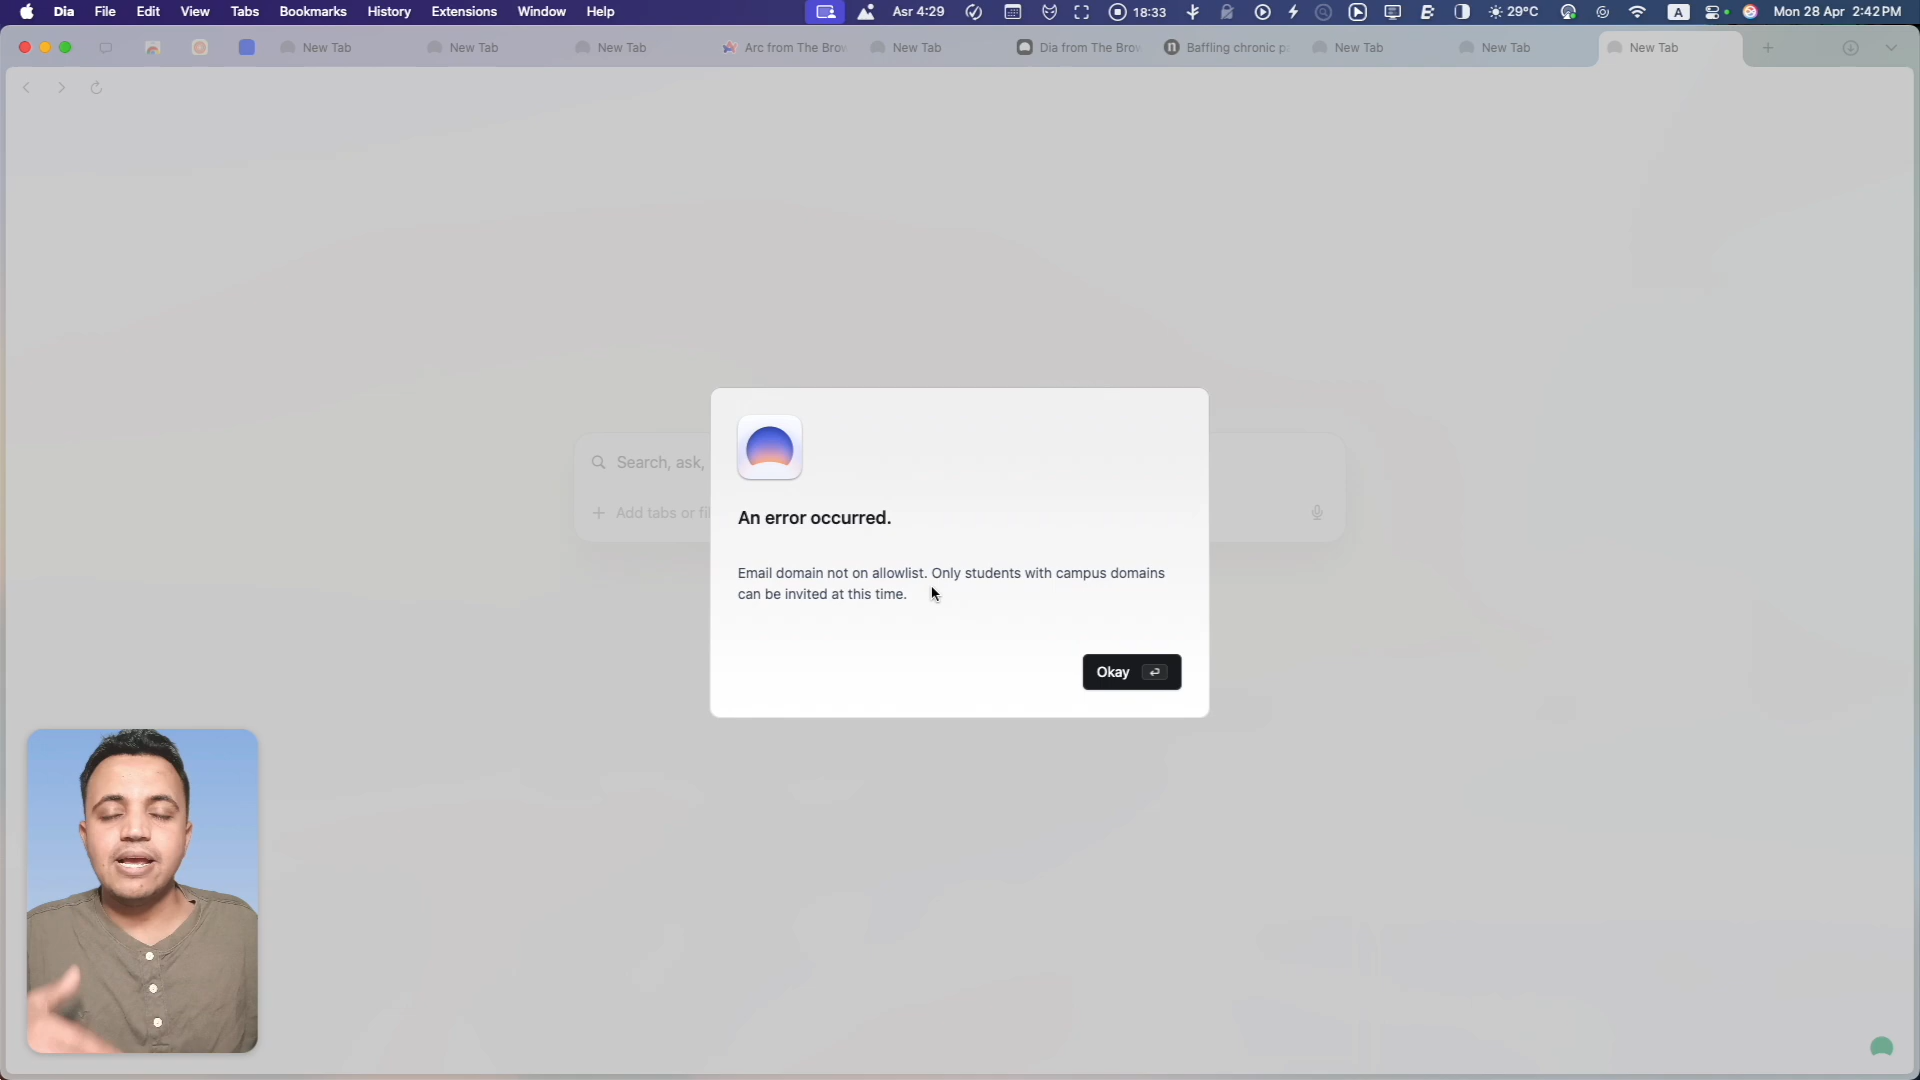 Dia File Edit View Tabs Bookmarks History Extensions Window Help Asr 4:29 18:33 29°C A Mon 28 Apr 2:42 PM
New Tab New Tab New Tab Arc from The Brow New Tab Dia from The Brow Baffling chronic pa New Tab New Tab New Tab
Search, ask,
Add tabs or fil
An error occurred.
Email domain not on allowlist. Only students with campus domains
can be invited at this time.
Okay